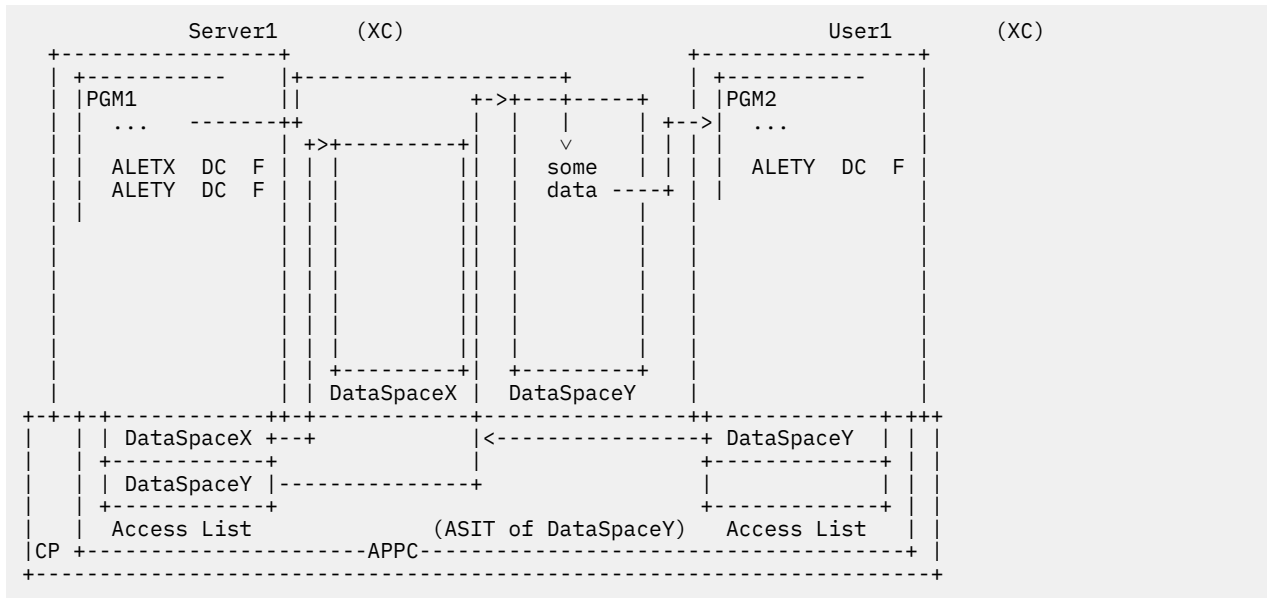 Server1 (XC) User1 (XC)
PGM1 PGM2
... ...
ALETX DC F some ALETY DC F
ALETY DC F data
DataSpaceX DataSpaceY
DataSpaceX DataSpaceY
DataSpaceY
Access List (ASIT of DataSpaceY) Access List
CP APPC